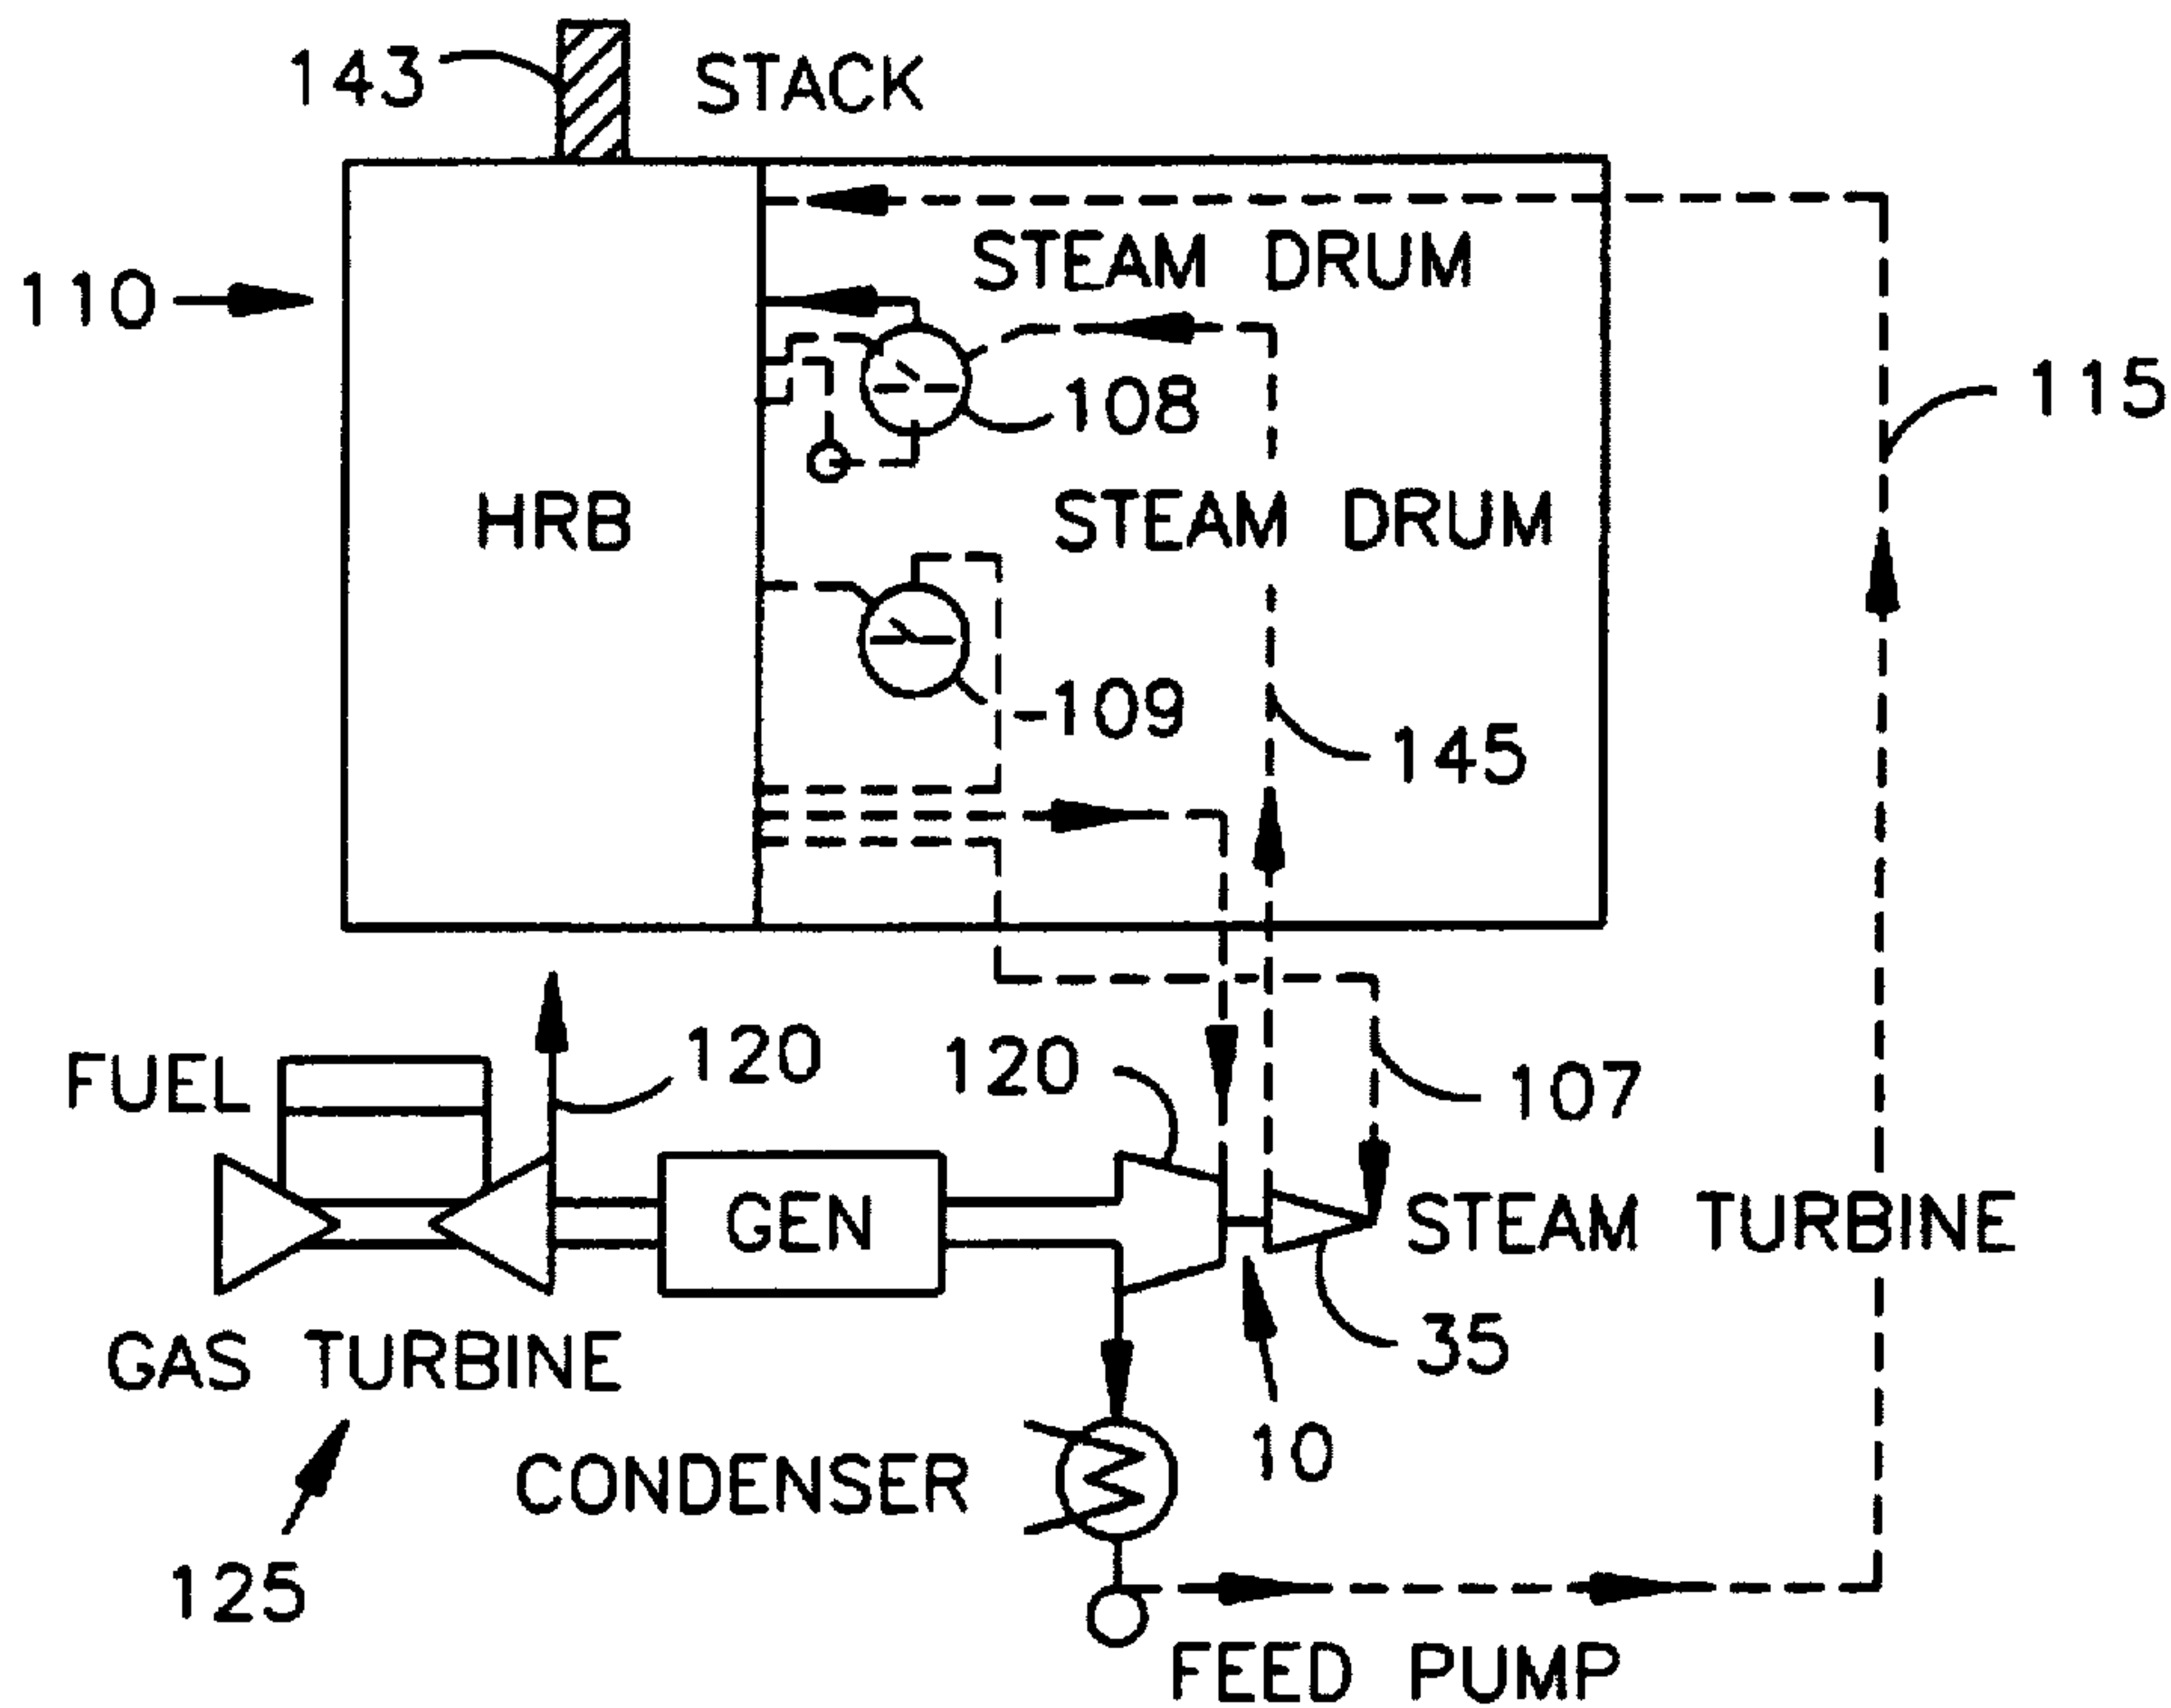 143
STACK
STEAM DRUM
110
108
115
HRB
STEAM DRUM
109
145
FUEL
120
120
107
GEN
STEAM TURBINE
35
GAS TURBINE
10
CONDENSER
125
FEED PUMP